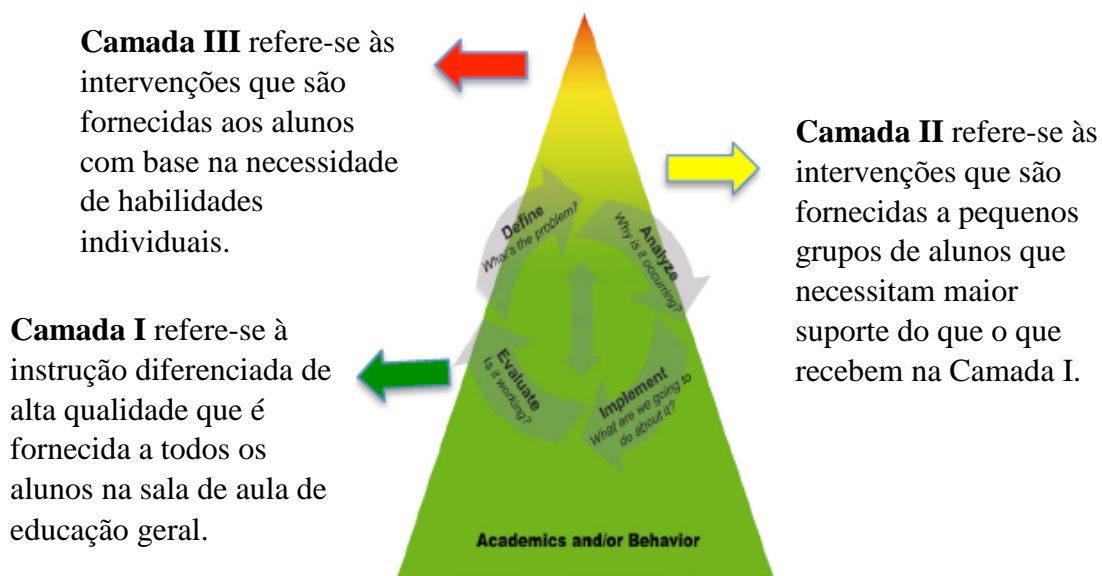 Camada III refere-se às
intervenções que são
fornecidas aos alunos
com base na necessidade
de habilidades
individuais.
Camada II refere-se às
intervenções que são
fornecidas a pequenos
grupos de alunos que
necessitam maior
suporte do que o que
recebem na Camada I.
Camada I refere-se à
instrução diferenciada de
alta qualidade que é
fornecida a todos os
alunos na sala de aula de
educação geral.
Define
What's the problem?
Analyze
Why is it occurring?
Implement
What are we going to
do about it?
Evaluate
Is it working?
Academics and/or Behavior